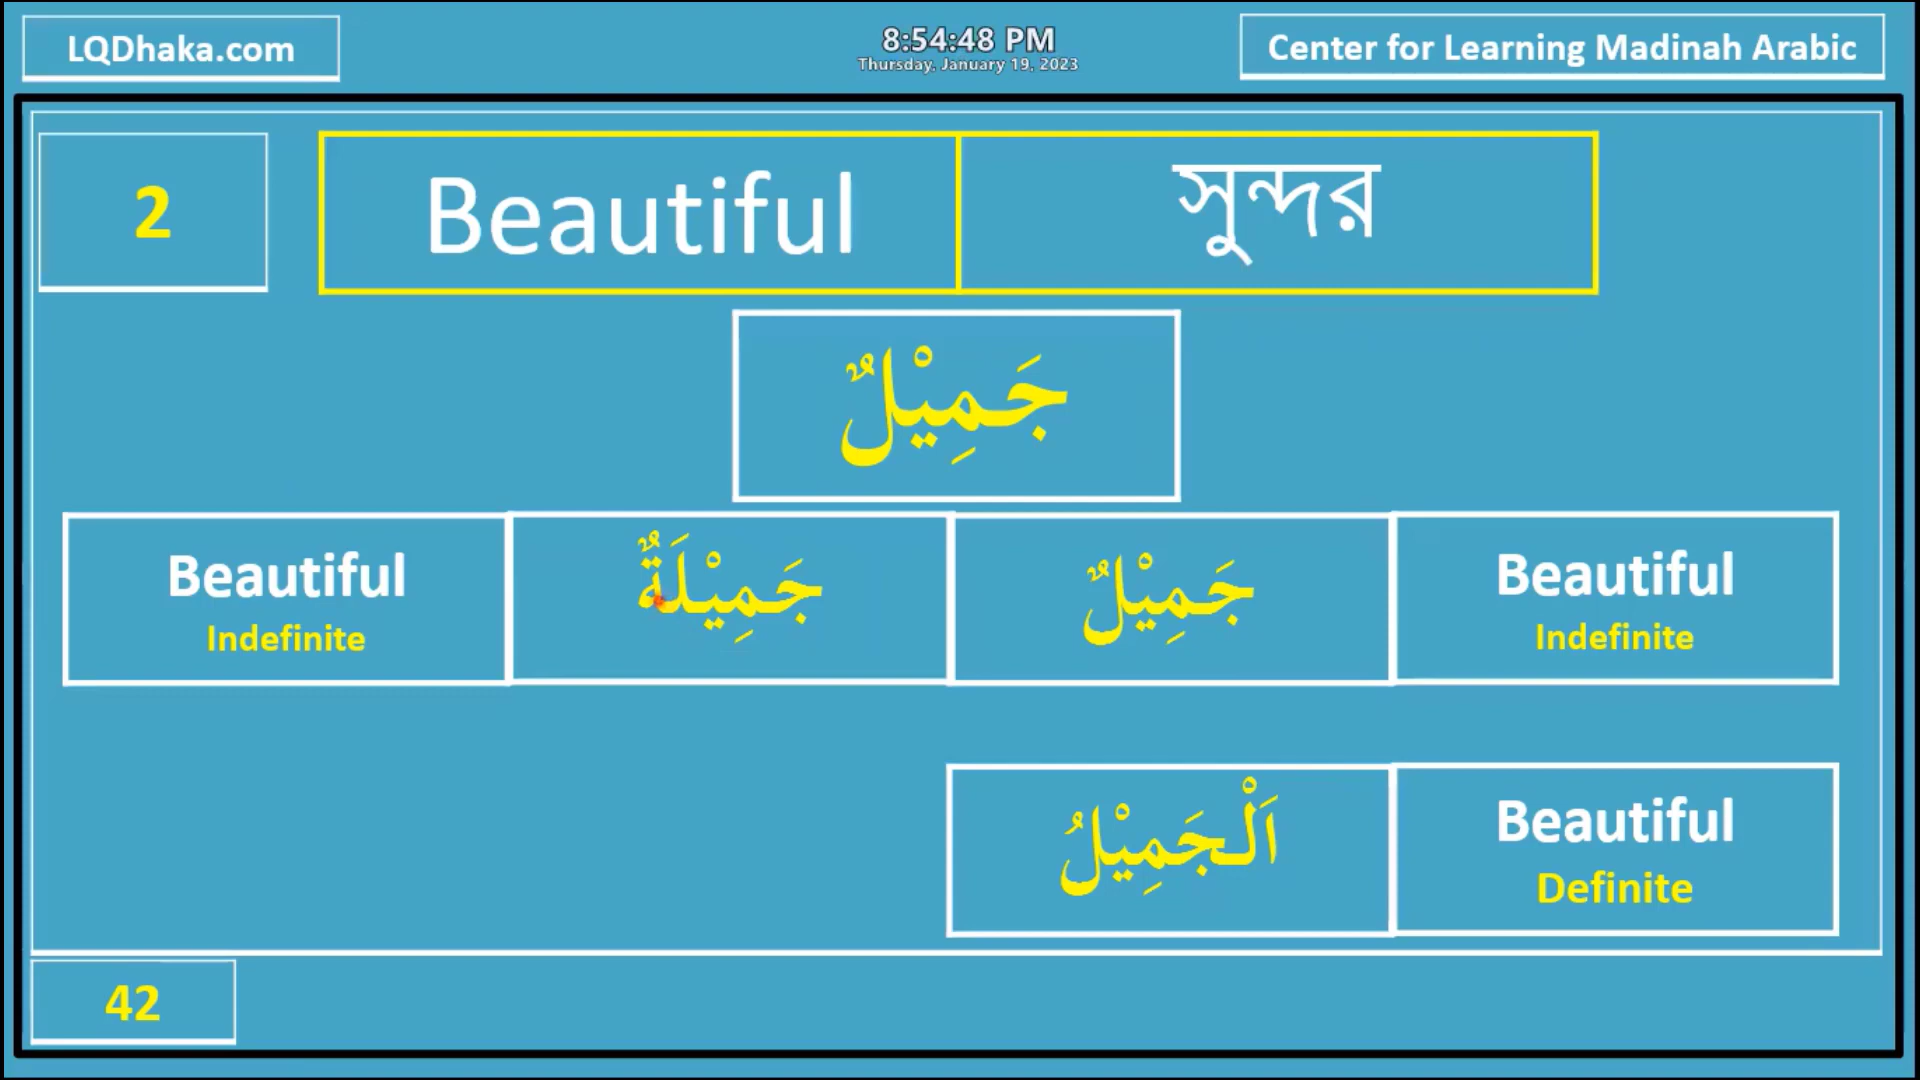 LQDhaka.com
8:54:48 PM
Thursday, January 19, 2023
Center for Learning Madinah Arabic
2
Beautiful
সুন্দর
جَمِيْلٌ
Beautiful
Indefinite
جَمِيْلَةٌ
جَمِيْلٌ
Beautiful
Indefinite
اَلْجَمِيْلُ
Beautiful
Definite
42